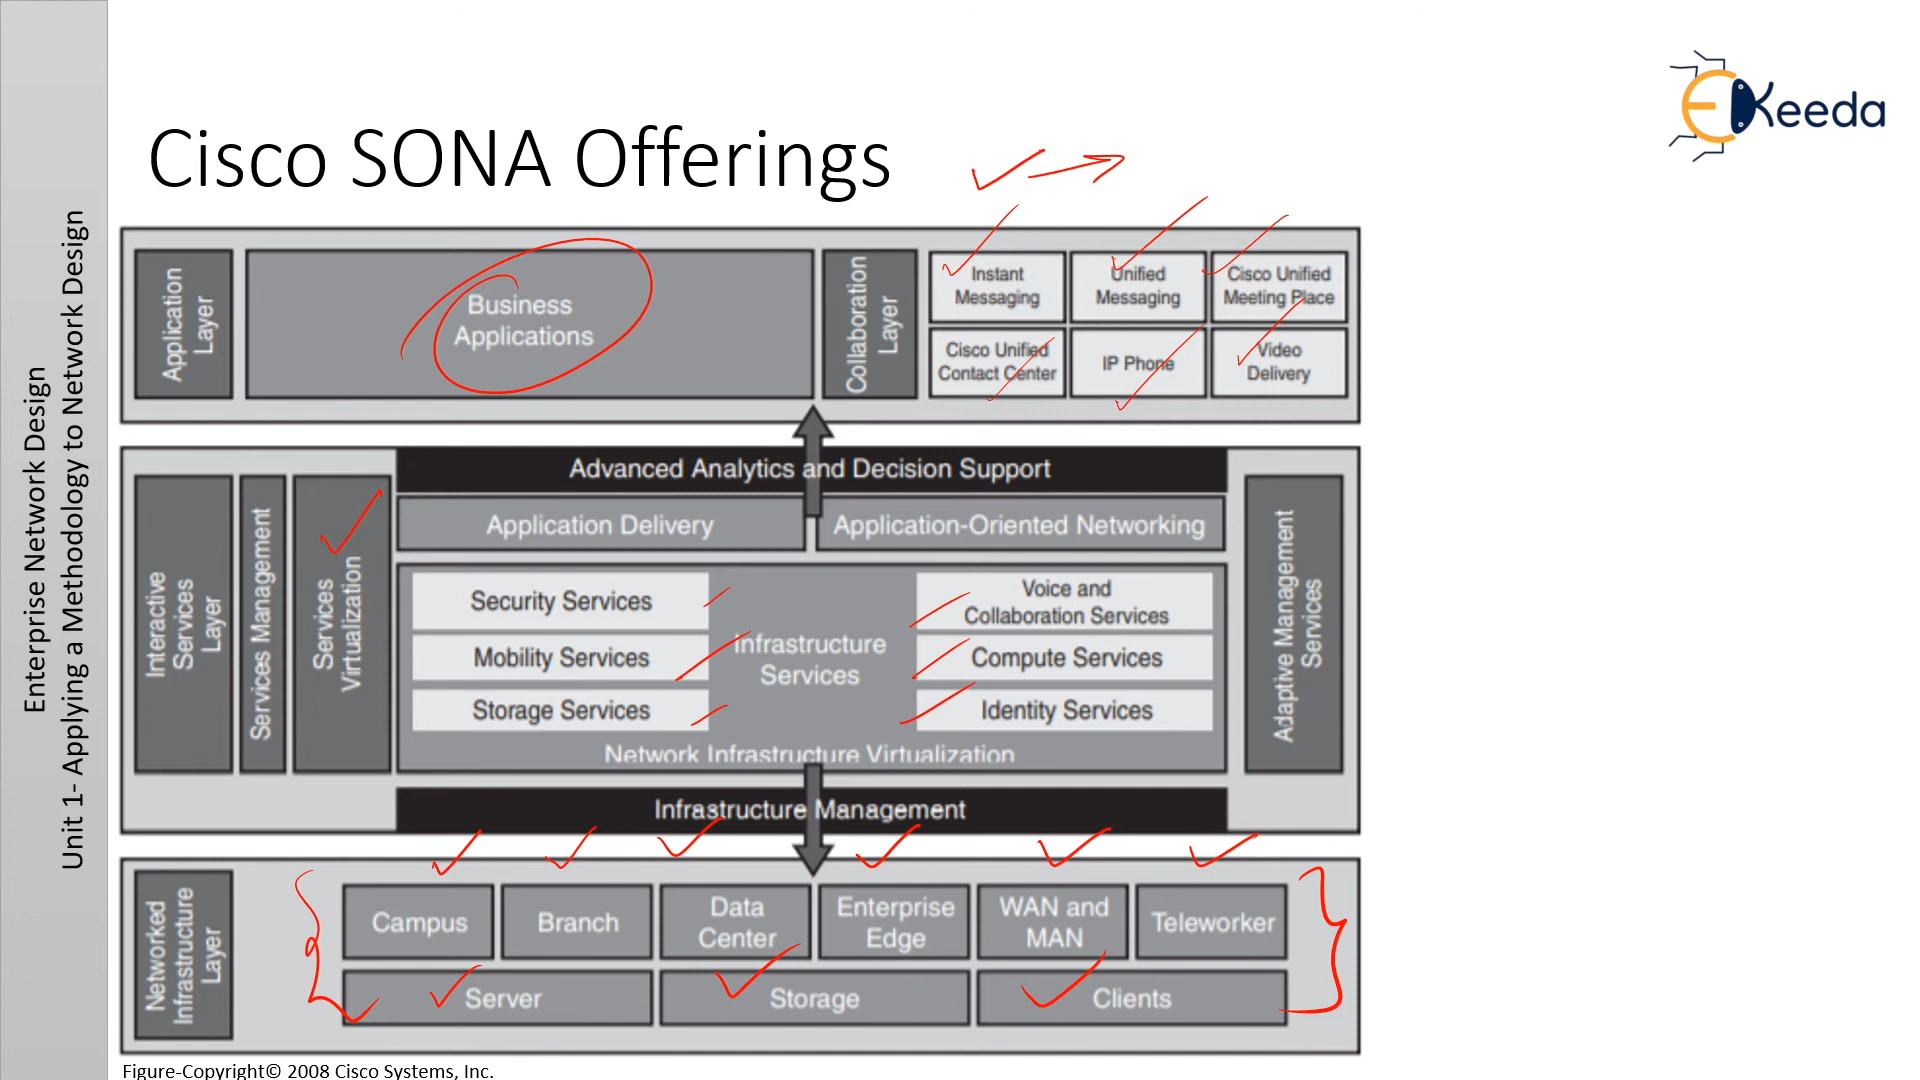 Enterprise Network Design
Unit 1- Applying a Methodology to Network Design
EKeeda
Cisco SONA Offerings
Application
Layer
Business
Applications
Collaboration
Layer
Instant
Messaging
Unified
Messaging
Cisco Unified
Meeting Place
Cisco Unified
Contact Center
IP Phone
Video
Delivery
Interactive
Services
Layer
Services Management
Services
Virtualization
Advanced Analytics and Decision Support
Application Delivery
Application-Oriented Networking
Security Services
Mobility Services
Storage Services
Infrastructure
Services
Voice and
Collaboration Services
Compute Services
Identity Services
Network Infrastructure Virtualization
Infrastructure Management
Adaptive Management
Services
Networked
Infrastructure
Layer
Campus
Branch
Data
Center
Enterprise
Edge
WAN and
MAN
Teleworker
Server
Storage
Clients
Figure-Copyright© 2008 Cisco Systems, Inc.